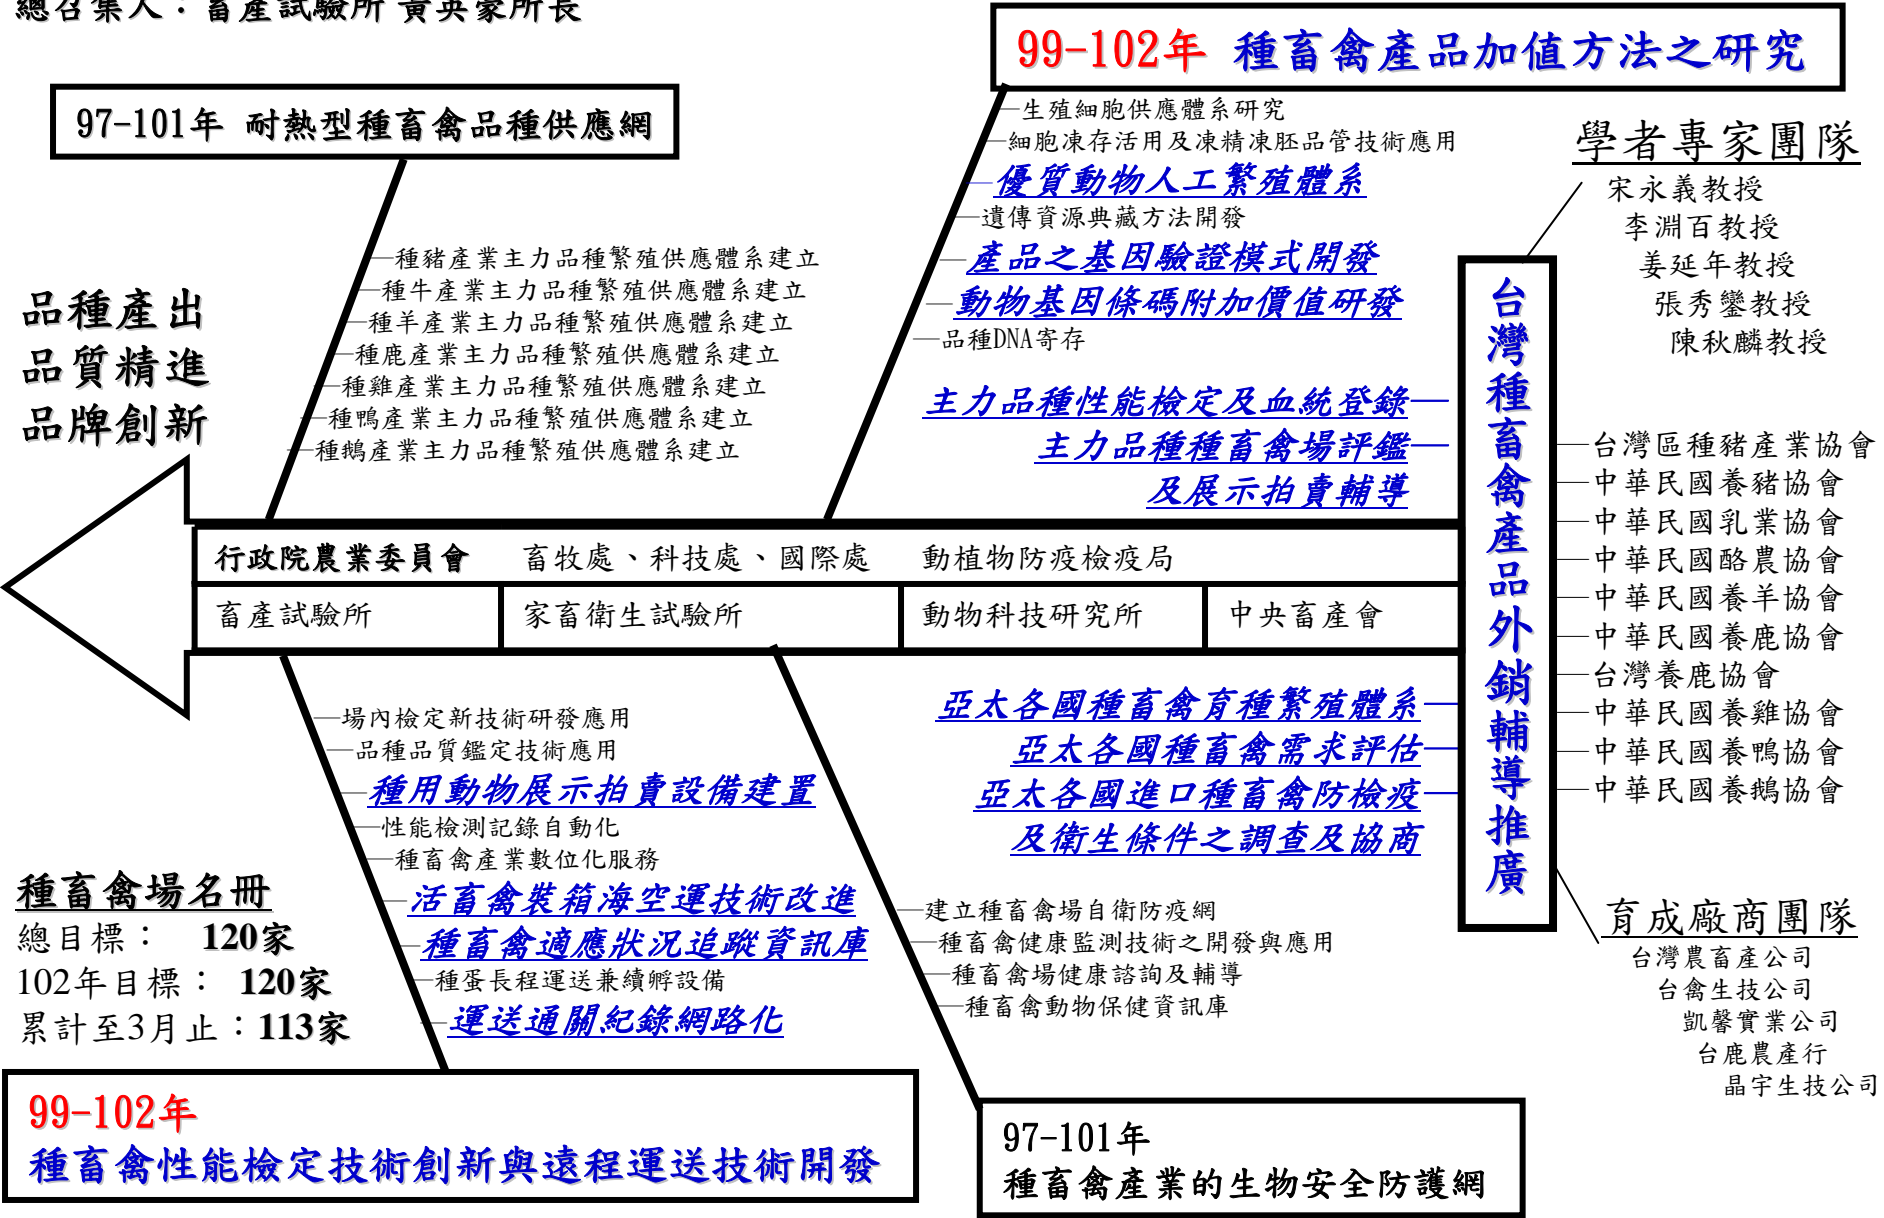 總召集人：畜產試驗所 黃英豪所長
97-101年 耐熱型種畜禽品種供應網
種豬產業主力品種繁殖供應體系建立
種牛產業主力品種繁殖供應體系建立
種羊產業主力品種繁殖供應體系建立
種鹿產業主力品種繁殖供應體系建立
種雞產業主力品種繁殖供應體系建立
種鴨產業主力品種繁殖供應體系建立
種鵝產業主力品種繁殖供應體系建立
品種產出
品質精進
品牌創新
99-102年 種畜禽產品加值方法之研究
生殖細胞供應體系研究
細胞凍存活用及凍精凍胚品管技術應用
優質動物人工繁殖體系
遺傳資源典藏方法開發
產品之基因驗證模式開發
動物基因條碼附加價值研發
品種DNA寄存
主力品種性能檢定及血統登錄
主力品種種畜禽場評鑑
及展示拍賣輔導
學者專家團隊
宋永義教授
李淵百教授
姜延年教授
張秀鑾教授
陳秋麟教授
台灣種畜禽產品外銷輔導推廣
台灣區種豬產業協會
中華民國養豬協會
中華民國乳業協會
中華民國酪農協會
中華民國養羊協會
中華民國養鹿協會
台灣養鹿協會
中華民國養雞協會
中華民國養鴨協會
中華民國養鵝協會
行政院農業委員會 畜牧處、科技處、國際處 動植物防疫檢疫局
畜產試驗所 家畜衛生試驗所 動物科技研究所 中央畜產會
場內檢定新技術研發應用
品種品質鑑定技術應用
種用動物展示拍賣設備建置
性能檢測記錄自動化
種畜禽產業數位化服務
活畜禽裝箱海空運技術改進
種畜禽適應狀況追蹤資訊庫
種蛋長程運送兼續孵設備
運送通關紀錄網路化
亞太各國種畜禽育種繁殖體系
亞太各國種畜禽需求評估
亞太各國進口種畜禽防檢疫
及衛生條件之調查及協商
建立種畜禽場自衛防疫網
種畜禽健康監測技術之開發與應用
種畜禽場健康諮詢及輔導
種畜禽動物保健資訊庫
種畜禽場名冊
總目標： 120家
102年目標： 120家
累計至3月止：113家
育成廠商團隊
台灣農畜產公司
台禽生技公司
凱馨實業公司
台鹿農產行
晶宇生技公司
99-102年
種畜禽性能檢定技術創新與遠程運送技術開發
97-101年
種畜禽產業的生物安全防護網